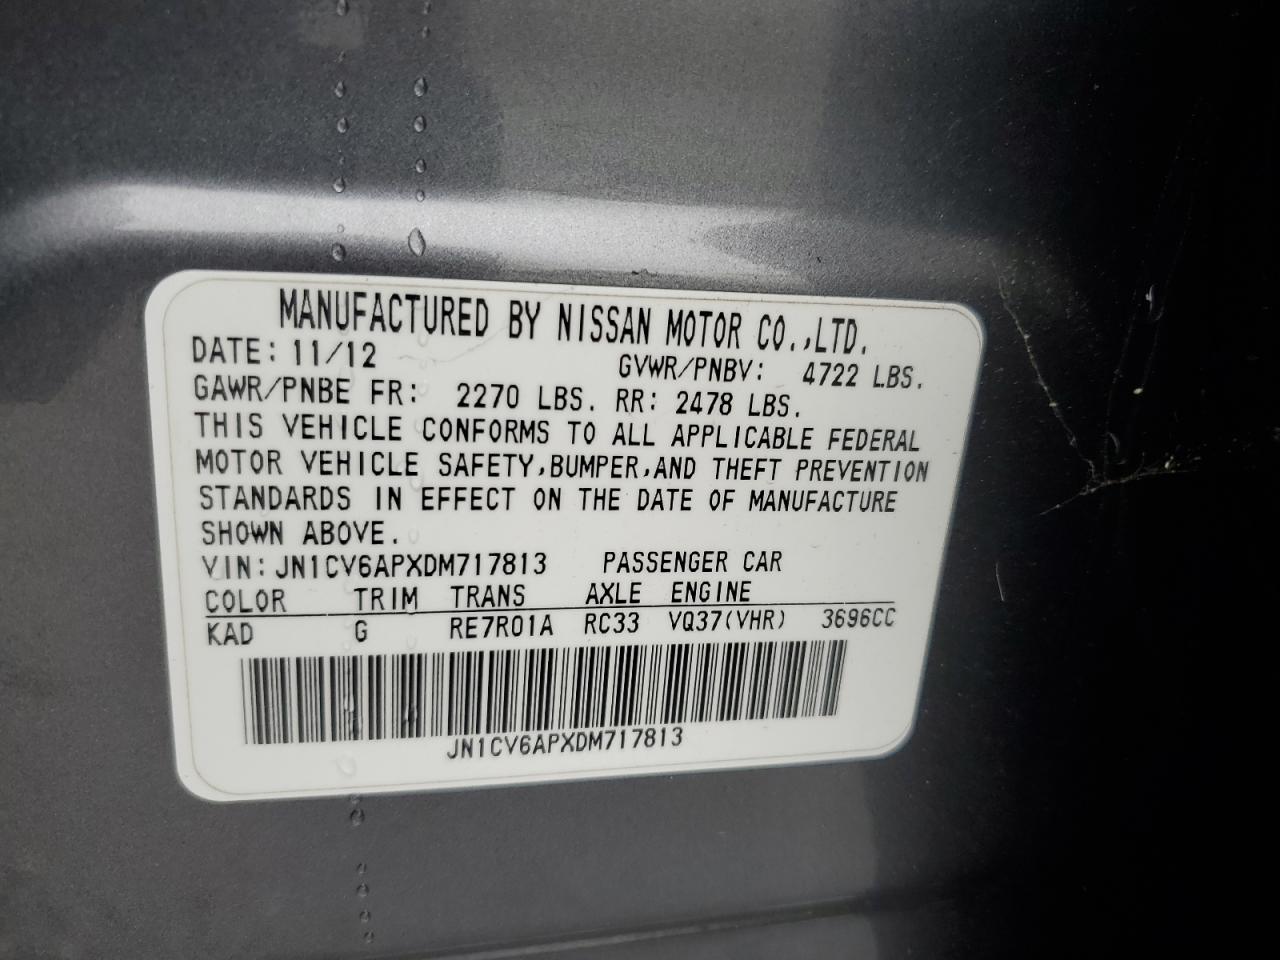 MANUFACTURED BY NISSAN MOTOR CO.,LTD.
DATE: 11/12 GVWR/PNBV: 4722 LBS.
GAWR/PNBE FR: 2270 LBS. RR: 2478 LBS.
THIS VEHICLE CONFORMS TO ALL APPLICABLE FEDERAL
MOTOR VEHICLE SAFETY,BUMPER,AND THEFT PREVENTION
STANDARDS IN EFFECT ON THE DATE OF MANUFACTURE
SHOWN ABOVE.
VIN: JN1CV6APXDM717813 PASSENGER CAR
COLOR TRIM TRANS AXLE ENGINE
KAD G RE7R01A RC33 VQ37(VHR) 3696CC
JN1CV6APXDM717813